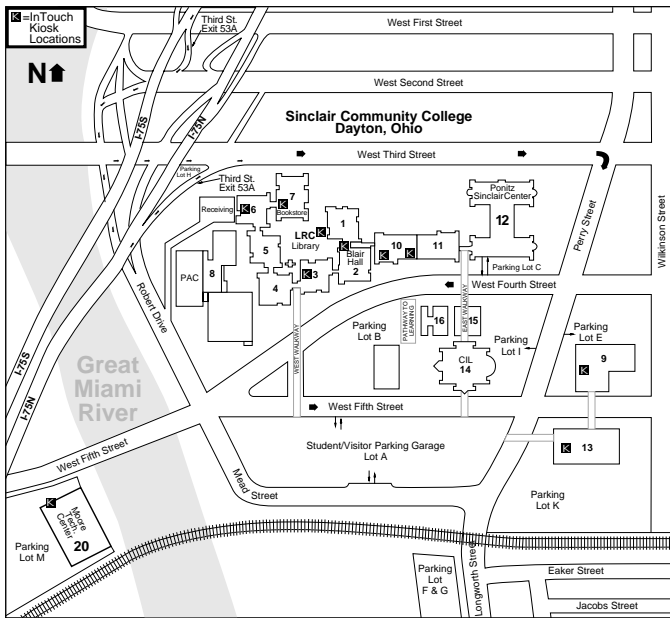 K =InTouch
Kiosk
Locations
N
Third St.
Exit 53A
West First Street
West Second Street
I-75S
I-75N
Sinclair Community College
Dayton, Ohio
West Third Street
Parking
Lot H
Third St.
Exit 53A
Receiving
K 6
7
K
Bookstore
1
K
LRC
Library
K
Blair
Hall
2
10
K
K
11
Ponitz
Sinclair Center
12
Perry Street
Wilkinson Street
Parking Lot C
West Fourth Street
5
8
PAC
4
K 3
Robert Drive
WEST WALKWAY
EAST WALKWAY
PATHWAY TO
LEARNING
16
15
Parking
Lot B
CIL
14
Parking
Lot I
Parking
Lot E
9
K
I-75S
I-75N
Great
Miami
River
West Fifth Street
West Fifth Street
Student/Visitor Parking Garage
Lot A
K 13
Mead Street
Parking
Lot K
K
Moore
Tech.
Center
20
Parking
Lot M
Longworth Street
Parking
Lot
F & G
Eaker Street
Jacobs Street